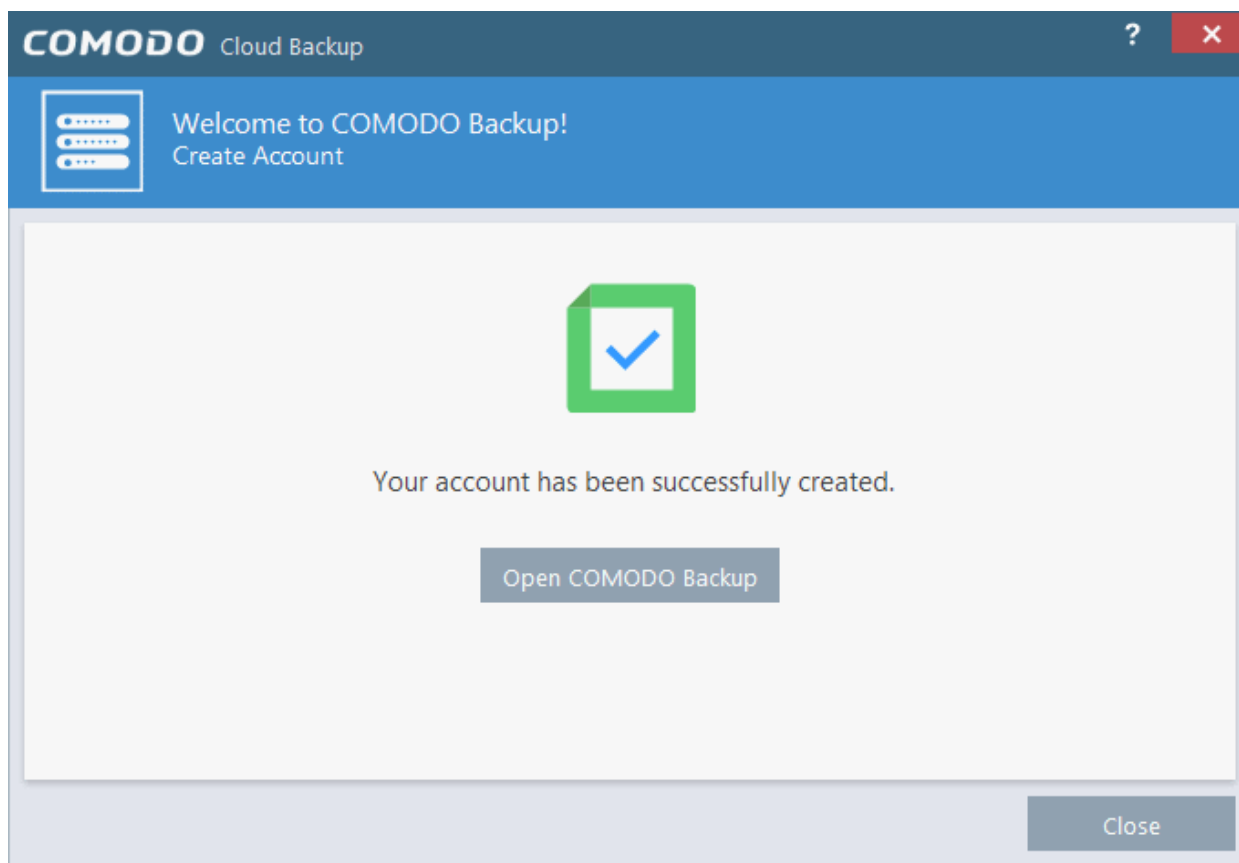 COMODO Cloud Backup
?
Welcome to COMODO Backup!
Create Account
Your account has been successfully created.
Open COMODO Backup
Close